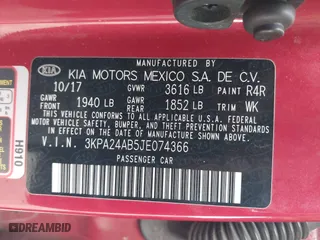 MANUFACTURED BY
KIA KIA MOTORS MEXICO S.A. DE C.V.
10/17 GVWR 3616 LB PAINT R4R
GAWR FRONT 1940 LB GAWR REAR 1852 LB TRIM WK
THIS VEHICLE CONFORMS TO ALL APPLICABLE
FEDERAL MOTOR VEHICLE SAFETY, BUMPER,
AND THEFT PREVENTION STANDARDS IN EFFECT
ON THE DATE OF MANUFACTURE SHOWN ABOVE.
V.I.N. 3KPA24AB5JE074366
PASSENGER CAR
H910
© AUTOBIDMASTER